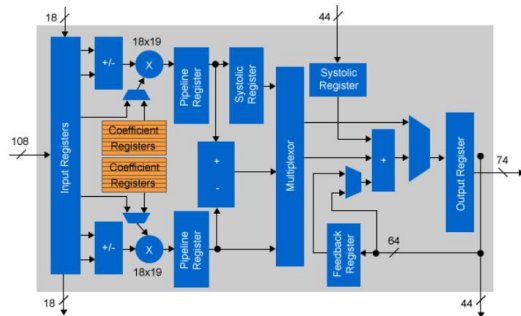 18
44
18x19
+/-
X
Pipeline
Register
Systolic
Register
Systolic
Register
108
Input Registers
Coefficient
Registers
Coefficient
Registers
+
-
Multiplexor
+
Output Register
74
+/-
X
18x19
Pipeline
Register
Feedback
Register
64
18
44